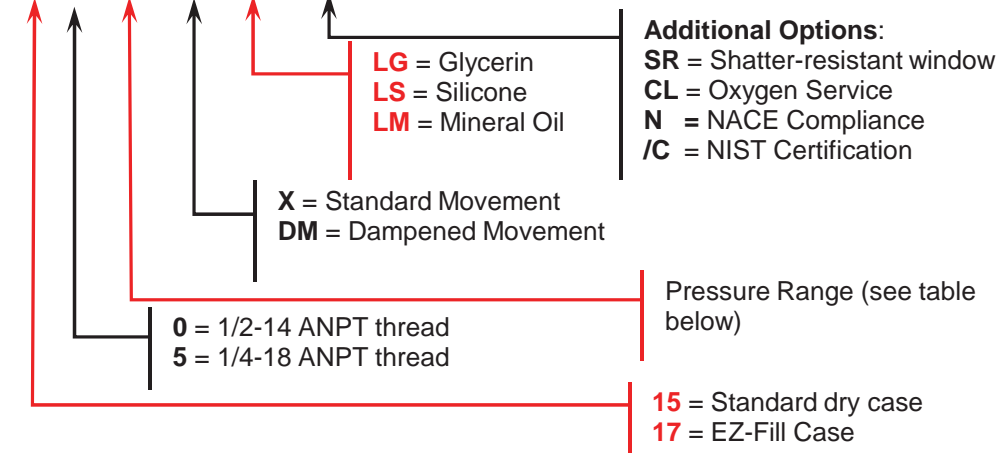 Additional Options:
SR = Shatter-resistant window
CL = Oxygen Service
N = NACE Compliance
/C = NIST Certification
LG = Glycerin
LS = Silicone
LM = Mineral Oil
X = Standard Movement
DM = Dampened Movement
Pressure Range (see table
below)
0 = 1/2-14 ANPT thread
5 = 1/4-18 ANPT thread
15 = Standard dry case
17 = EZ-Fill Case